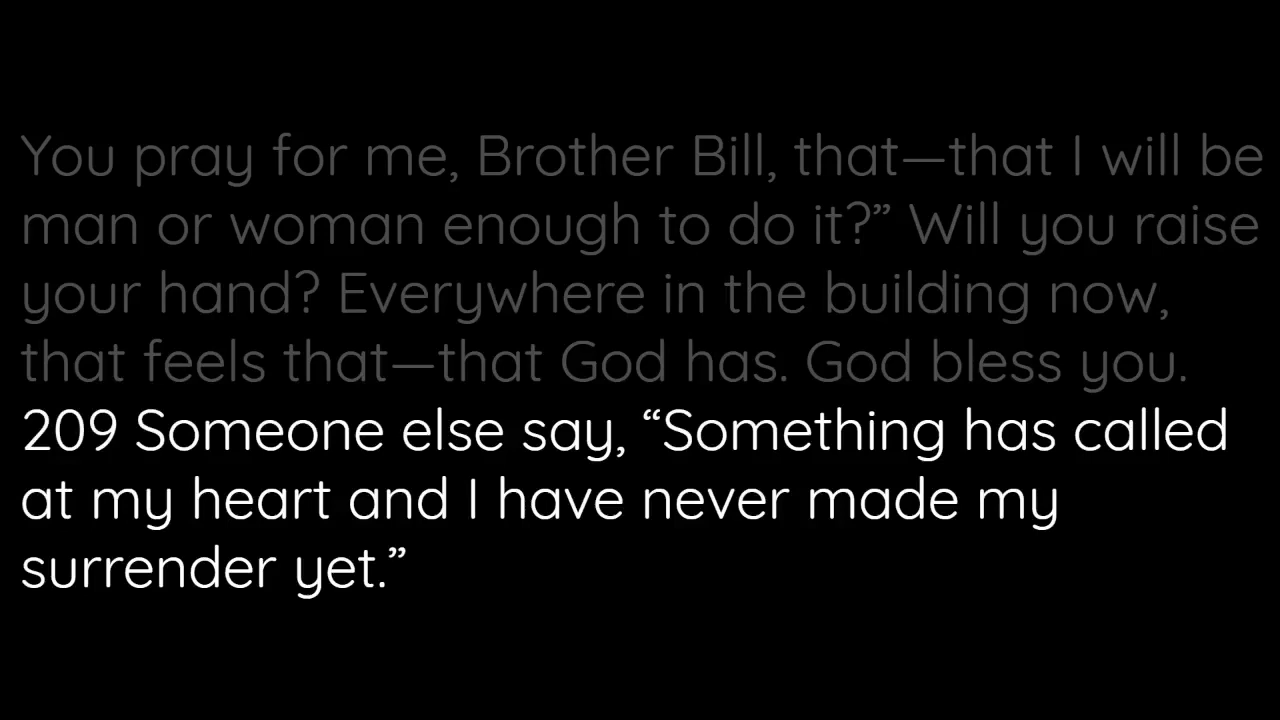 You pray for me, Brother Bill, that—that I will be
man or woman enough to do it?” Will you raise
your hand? Everywhere in the building now,
that feels that—that God has. God bless you.
209 Someone else say, “Something has called
at my heart and I have never made my
surrender yet.”